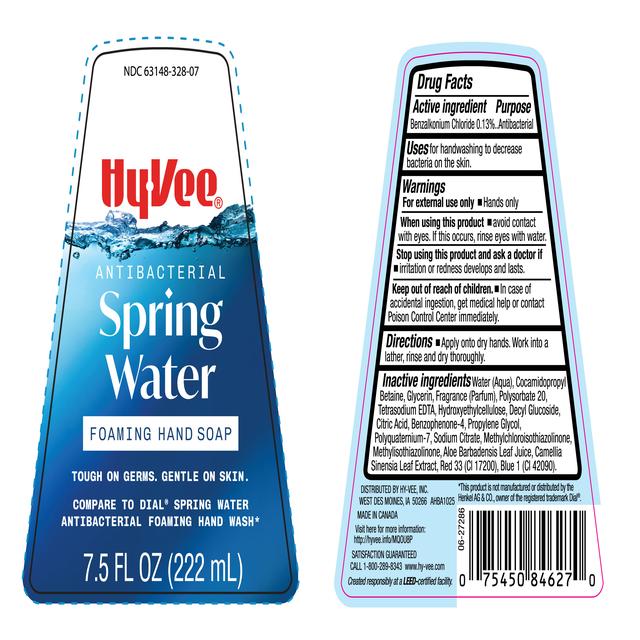 NDC 63148-328-07
HyVee®
ANTIBACTERIAL
Spring
Water
FOAMING HAND SOAP
TOUGH ON GERMS. GENTLE ON SKIN.
COMPARE TO DIAL® SPRING WATER
ANTIBACTERIAL FOAMING HAND WASH*
7.5 FL OZ (222 mL)
Drug Facts
Active ingredient Purpose
Benzalkonium Chloride 0.13%..Antibacterial
Uses for handwashing to decrease
bacteria on the skin.
Warnings
For external use only ■ Hands only
When using this product ■ avoid contact
with eyes. If this occurs, rinse eyes with water.
Stop using this product and ask a doctor if
■ irritation or redness develops and lasts.
Keep out of reach of children. ■ In case of
accidental ingestion, get medical help or contact
Poison Control Center immediately.
Directions ■ Apply onto dry hands. Work into a
lather, rinse and dry thoroughly.
Inactive ingredients Water (Aqua), Cocamidopropyl
Betaine, Glycerin, Fragrance (Parfum), Polysorbate 20,
Tetrasodium EDTA, Hydroxyethylcellulose, Decyl Glucoside,
Citric Acid, Benzophenone-4, Propylene Glycol,
Polyquaternium-7, Sodium Citrate, Methylchloroisothiazolinone,
Methylisothiazolinone, Aloe Barbadensis Leaf Juice, Camellia
Sinensia Leaf Extract, Red 33 (CI 17200), Blue 1 (CI 42090).
DISTRIBUTED BY HY-VEE, INC.
WEST DES MOINES, IA 50266 AHBA1025
MADE IN CANADA
Visit here for more information:
http://hyvee.info/MQOUBP
SATISFACTION GUARANTEED
CALL 1-800-289-8343 www.hy-vee.com
Created responsibly at a LEED-certified facility.
*This product is not manufactured or distributed by the
Henkel AG & CO., owner of the registered trademark Dial®.
06-27286
0 75450 84627 0